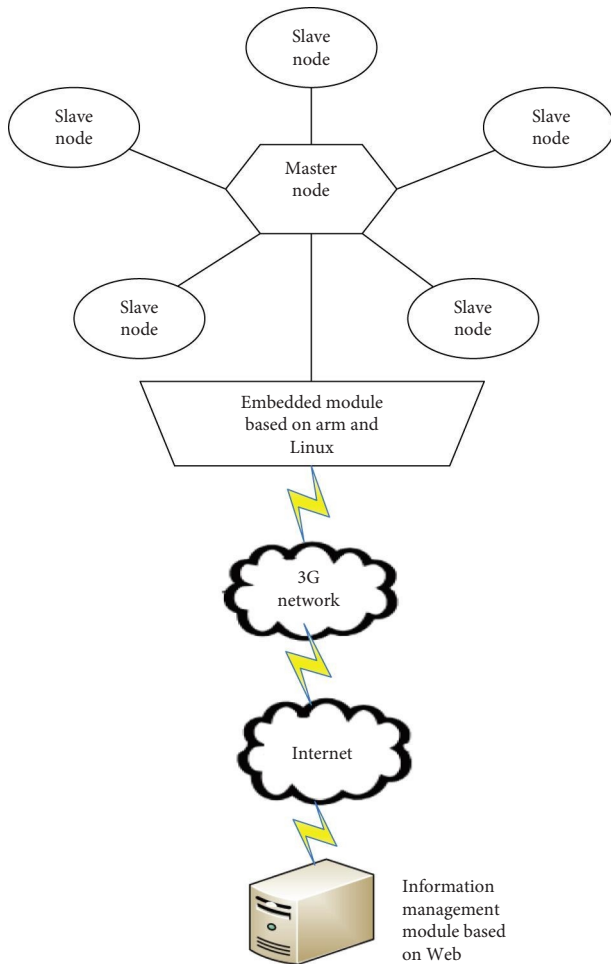 Slave
node
Slave
node
Slave
node
Master
node
Slave
node
Slave
node
Embedded module
based on arm and
Linux
3G
network
Internet
Information
management
module based
on Web